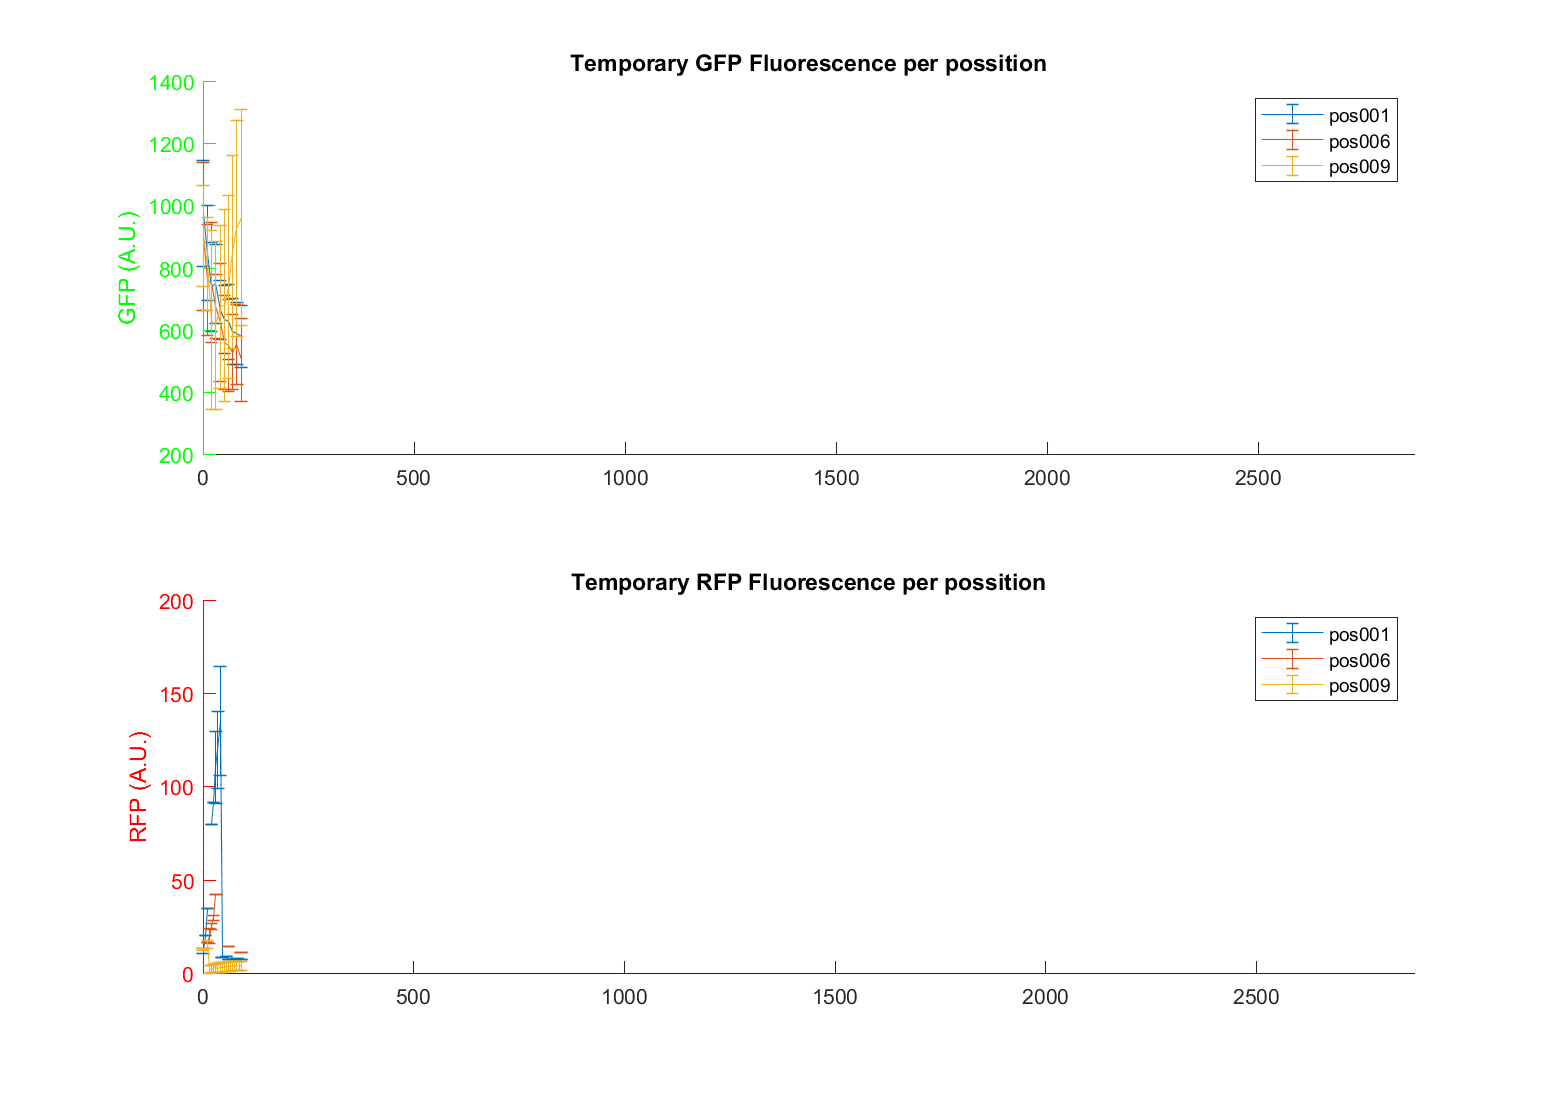 Temporary GFP Fluorescence per possition
1400
1200
1000
800
600
400
200
GFP (A.U.)
0 500 1000 1500 2000 2500
pos001
pos006
pos009
Temporary RFP Fluorescence per possition
200
150
100
50
0
RFP (A.U.)
0 500 1000 1500 2000 2500
pos001
pos006
pos009